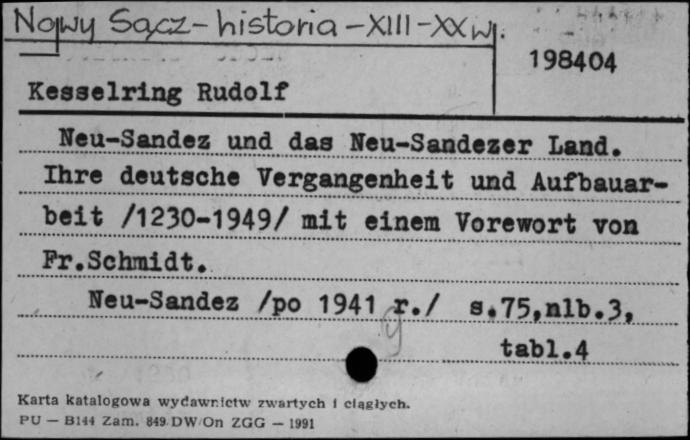 Nowy Sącz - historia - XIII - XX w.
198404
Kesselring Rudolf
Neu-Sandez und das Neu-Sandezer Land.
Ihre deutsche Vergangenheit und Aufbauar-
beit /1230-1949/ mit einem Vorewort von
Fr.Schmidt.
Neu-Sandez /po 1941 r./ s.75,nlb.3,
tabl.4
Karta katalogowa wydawnictw zwartych i ciągłych.
PU — B144 Zam. 849/DW/On ZGG — 1991